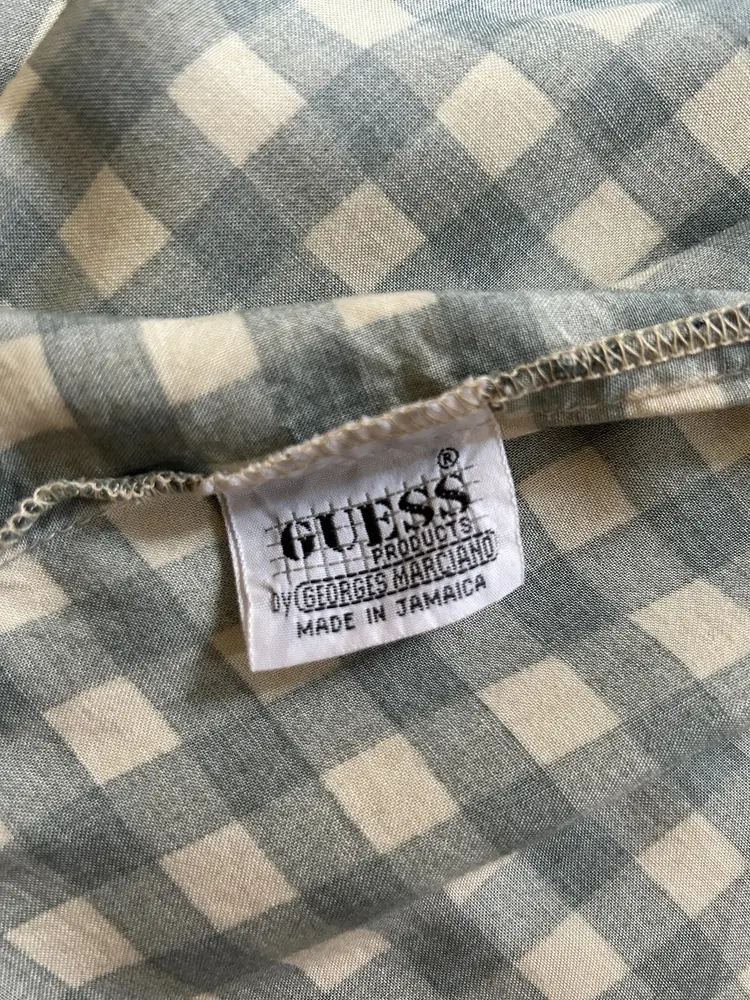 GUESS®
PRODUCTS
by GEORGES MARCIANO
MADE IN JAMAICA